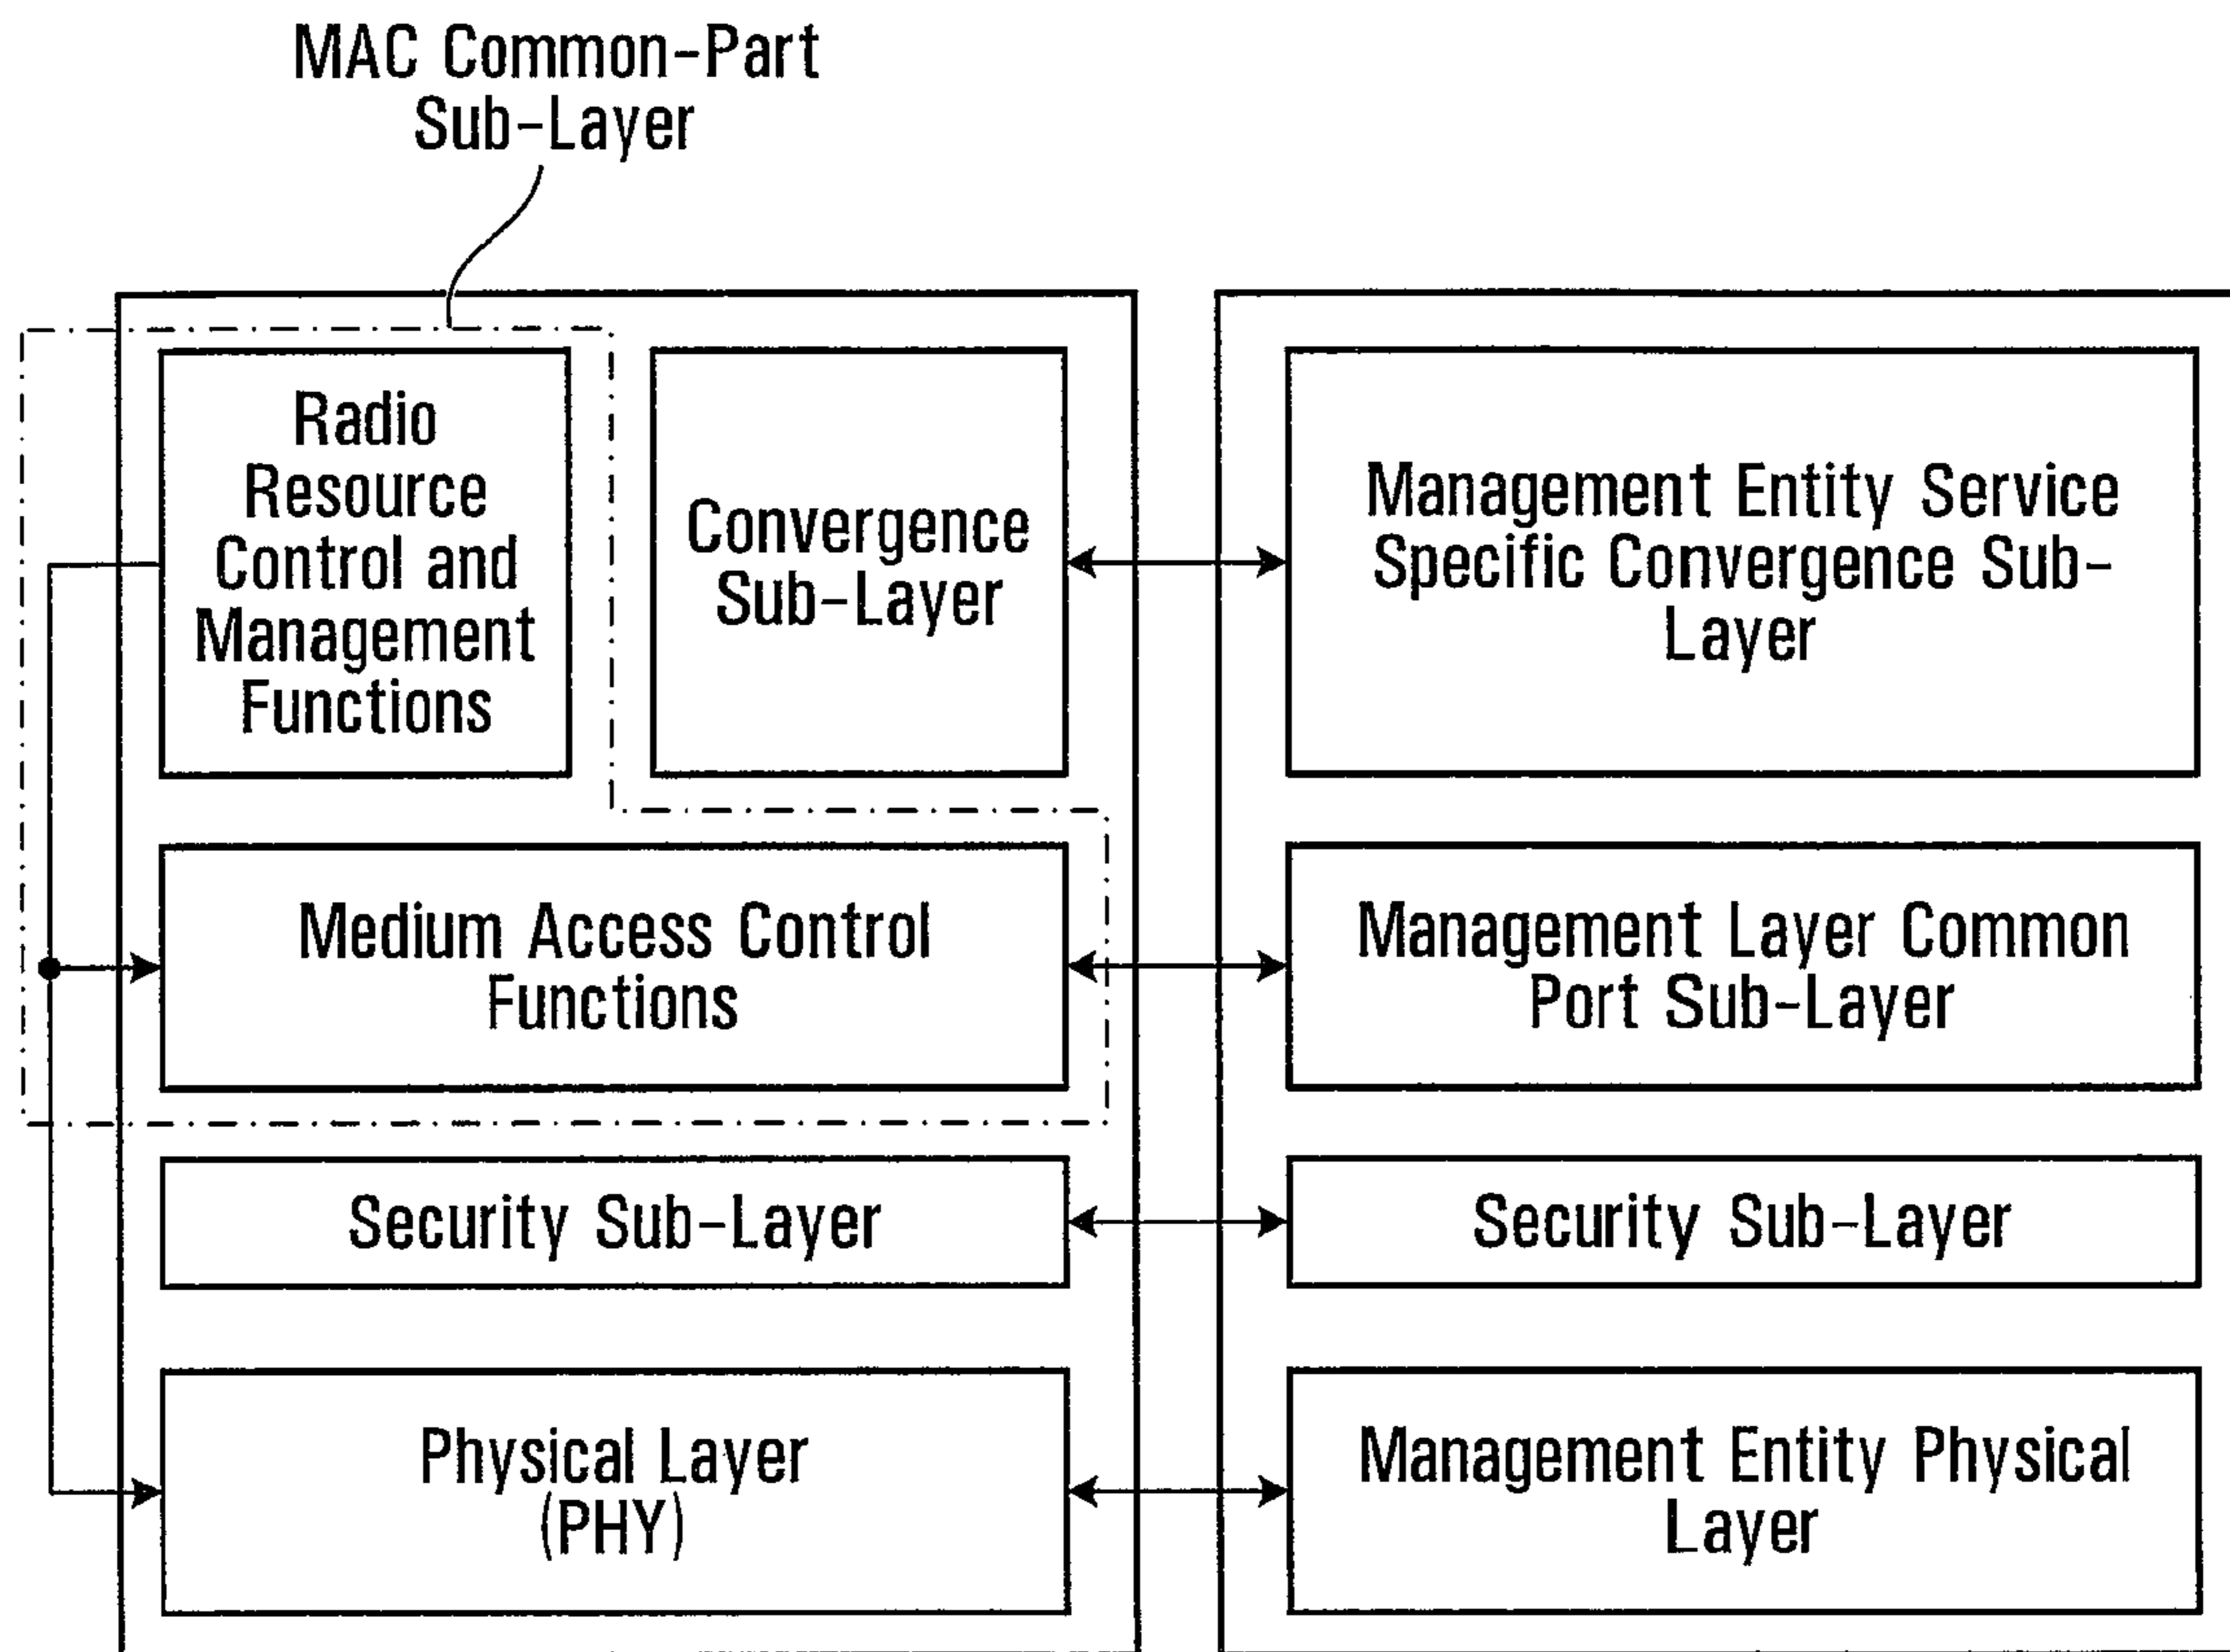 MAC Common-Part
Sub-Layer
Radio
Resource
Control and
Management
Functions
Convergence
Sub-Layer
Management Entity Service
Specific Convergence Sub-
Layer
Medium Access Control
Functions
Management Layer Common
Port Sub-Layer
Security Sub-Layer
Security Sub-Layer
Physical Layer
(PHY)
Management Entity Physical
Layer